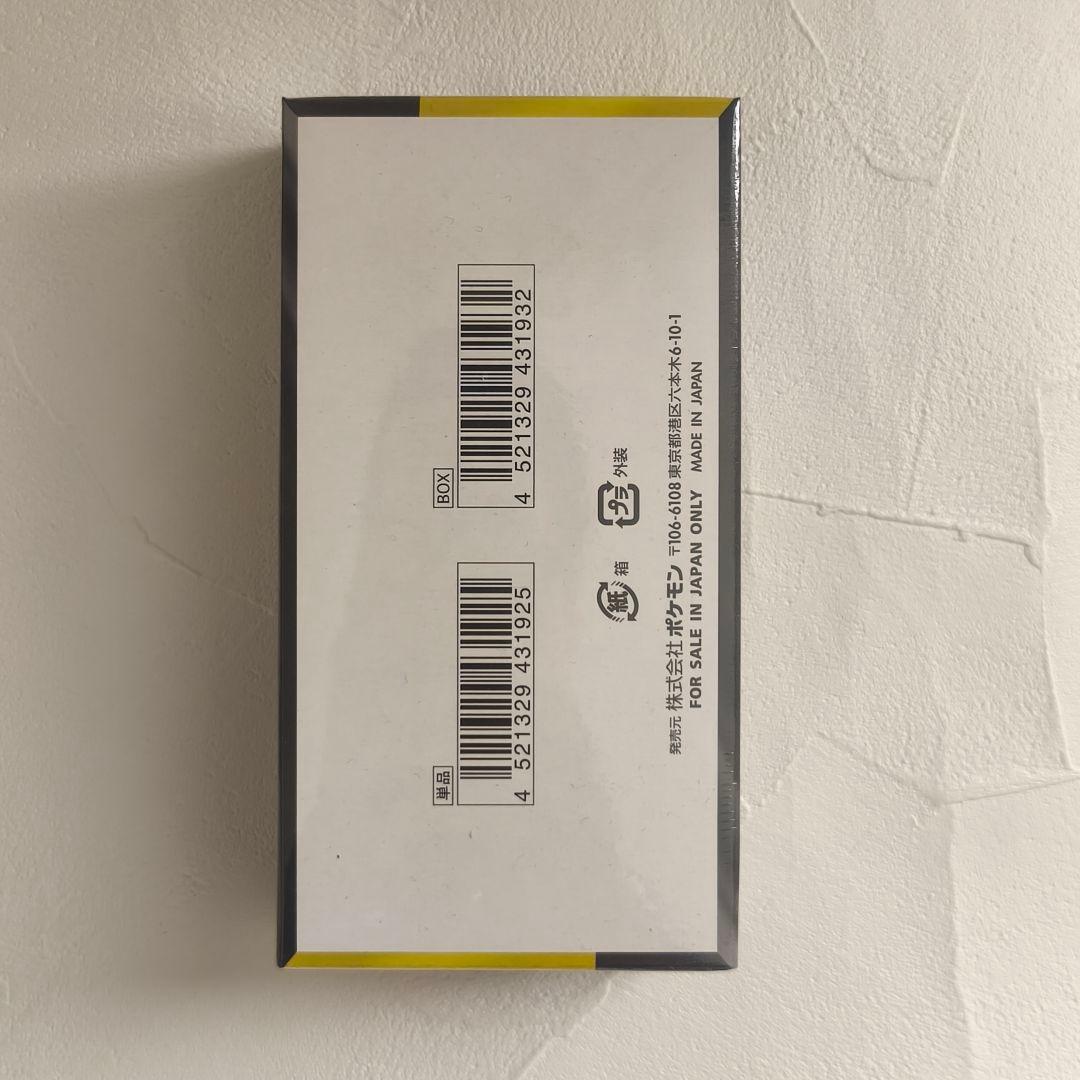 単品
4 521329 431925
BOX
4 521329 431932
紙 箱
プラ 外装
発売元 株式会社ポケモン 〒106-6108 東京都港区六本木6-10-1
FOR SALE IN JAPAN ONLY MADE IN JAPAN